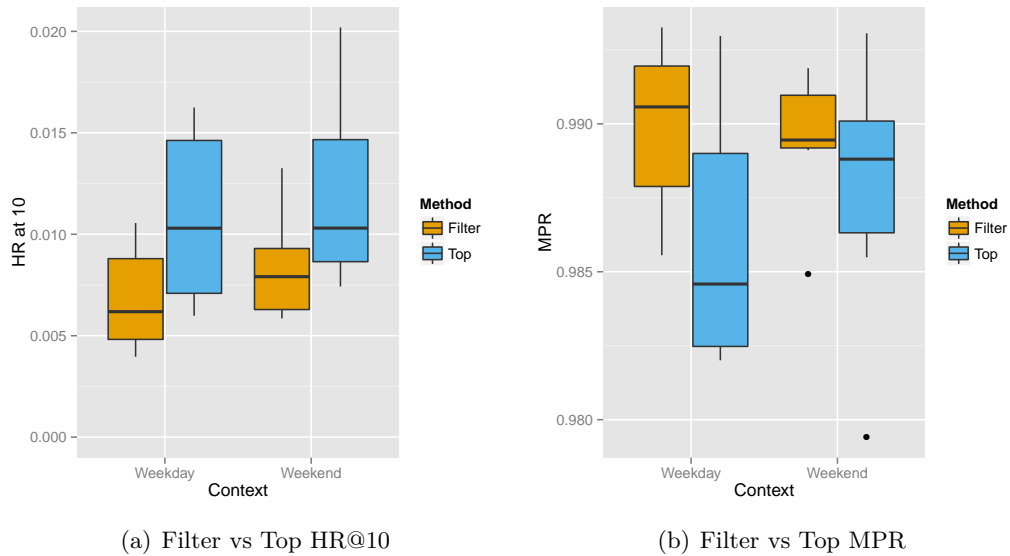 0.020
0.015
0.010
0.005
0.000
HR at 10
Weekday
Weekend
Context
Method
Filter
Top
(a) Filter vs Top HR@10
0.990
0.985
0.980
MPR
Weekday
Weekend
Context
Method
Filter
Top
(b) Filter vs Top MPR